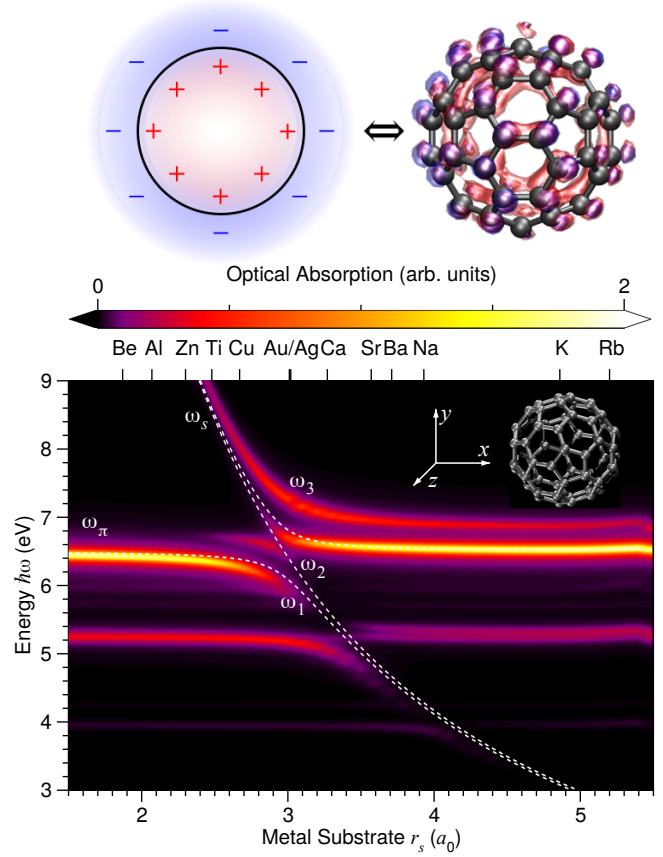 − − − − − − − −
+ + + + + + + +
⇔
Optical Absorption (arb. units)
0 2
Be Al Zn Ti Cu Au/Ag Ca Sr Ba Na K Rb
9
8
7
6
5
4
3
ωs
ωπ
ω3
ω2
ω1
y
x
z
Energy ℏω (eV)
2 3 4 5
Metal Substrate rs (a0)